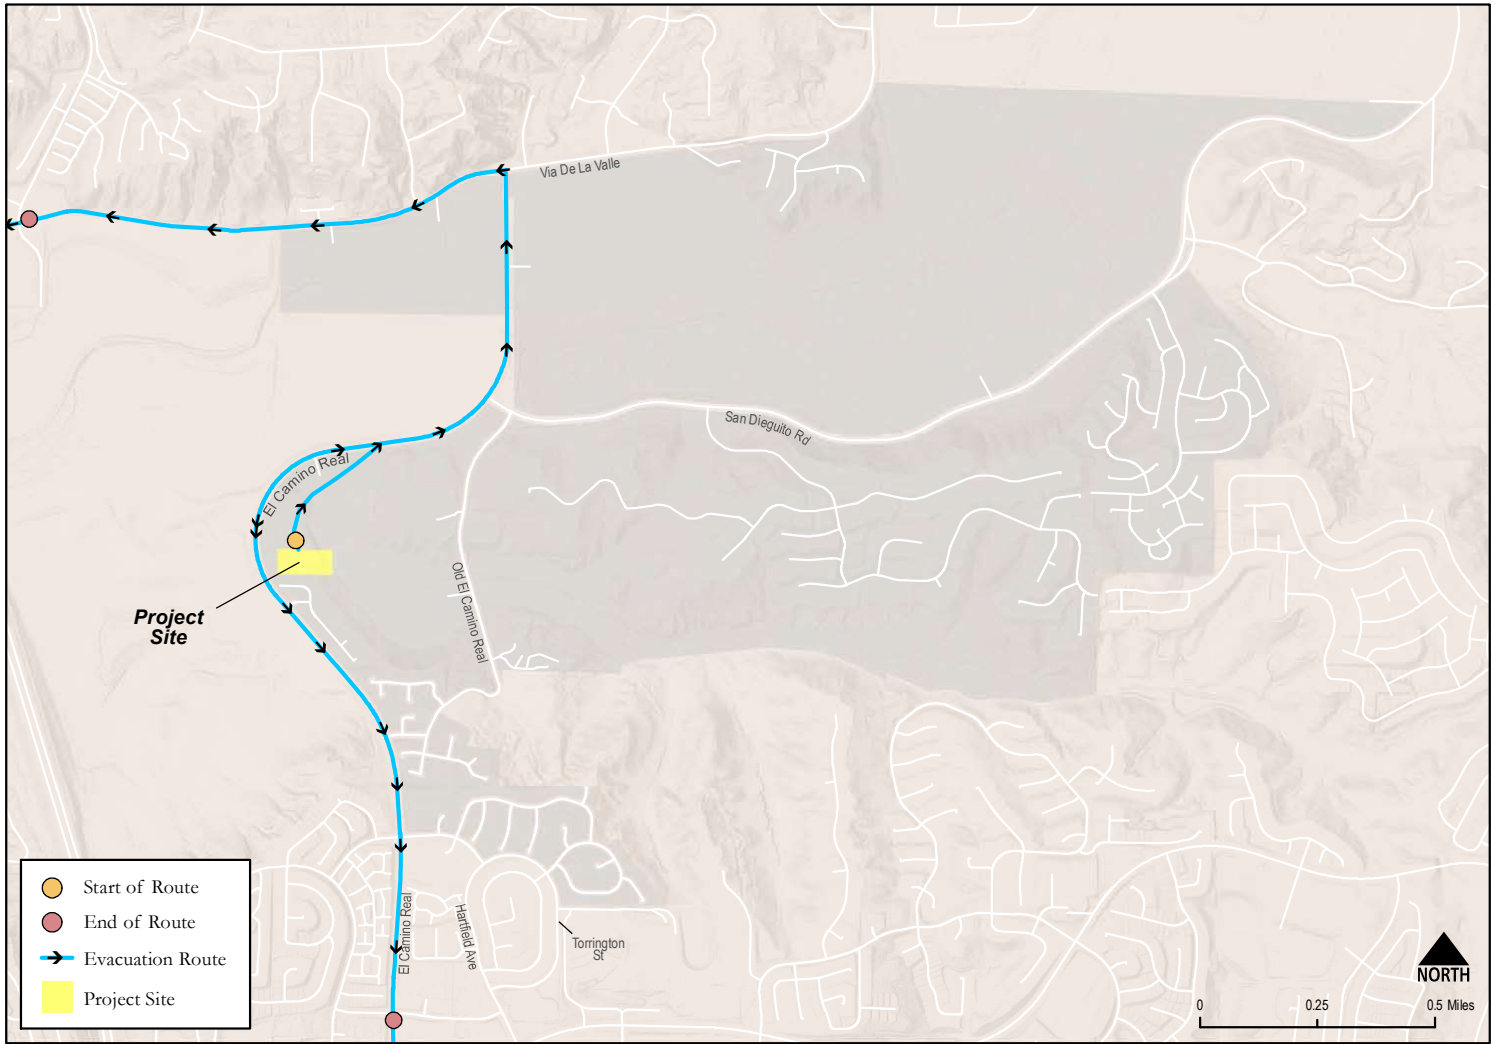 Via De La Valle
San Dieguito Rd
El Camino Real
Old El Camino Real
Project
Site
El Camino Real
Hartfield Ave
Torrington
St
Start of Route
End of Route
Evacuation Route
Project Site
NORTH
0 0.25 0.5 Miles